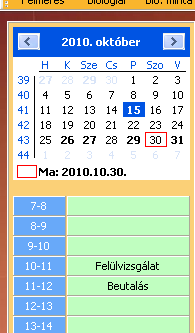 Felmérés Biológiai Bio. minta
2010. október
H K Sze Cs P Szo V
39 27 28 29 30 1 2 3
40 4 5 6 7 8 9 10
41 11 12 13 14 15 16 17
42 18 19 20 21 22 23 24
43 25 26 27 28 29 30 31
44 1 2 3 4 5 6 7
Ma: 2010.10.30.
7-8
8-9
9-10
10-11 Felülvizsgálat
11-12 Beutalás
12-13
13-14